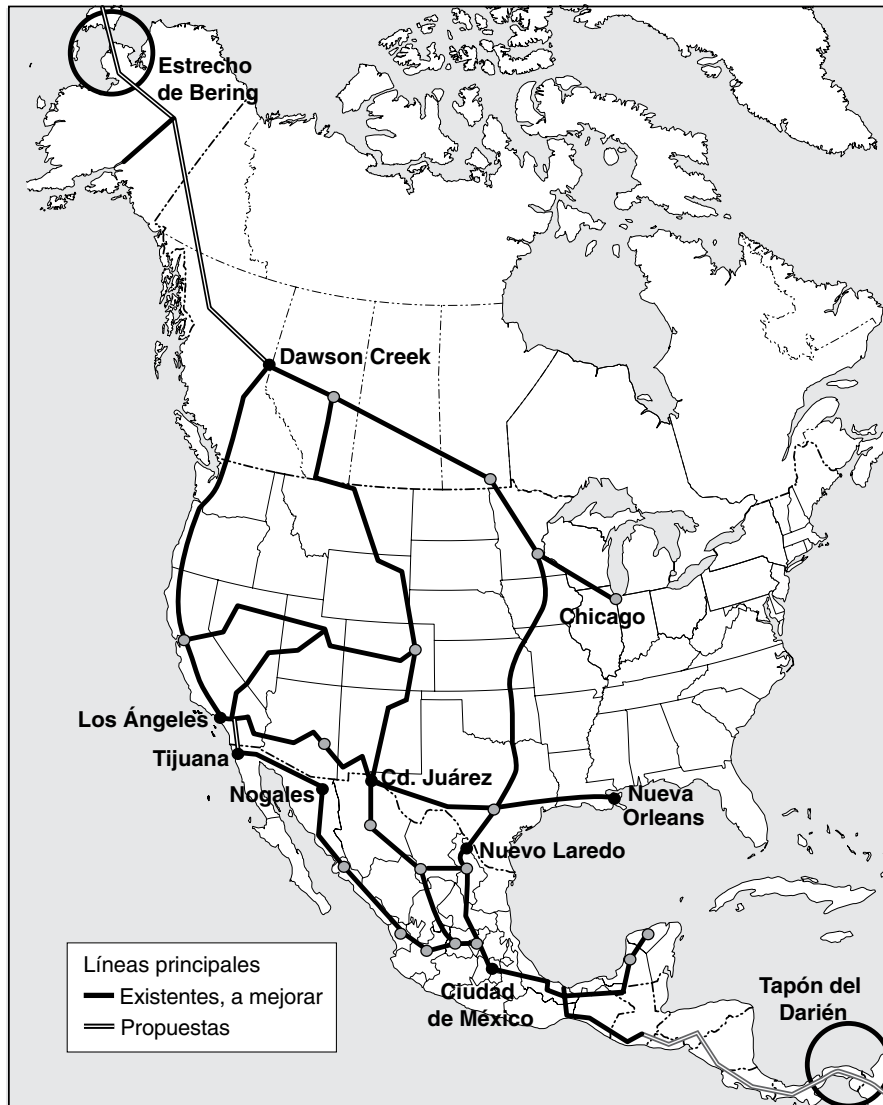 Estrecho
de Bering
Dawson Creek
Chicago
Los Ángeles
Tijuana
Cd. Juárez
Nogales
Nueva
Orleans
Nuevo Laredo
Líneas principales
Existentes, a mejorar
Propuestas
Ciudad
de México
Tapón del
Darién